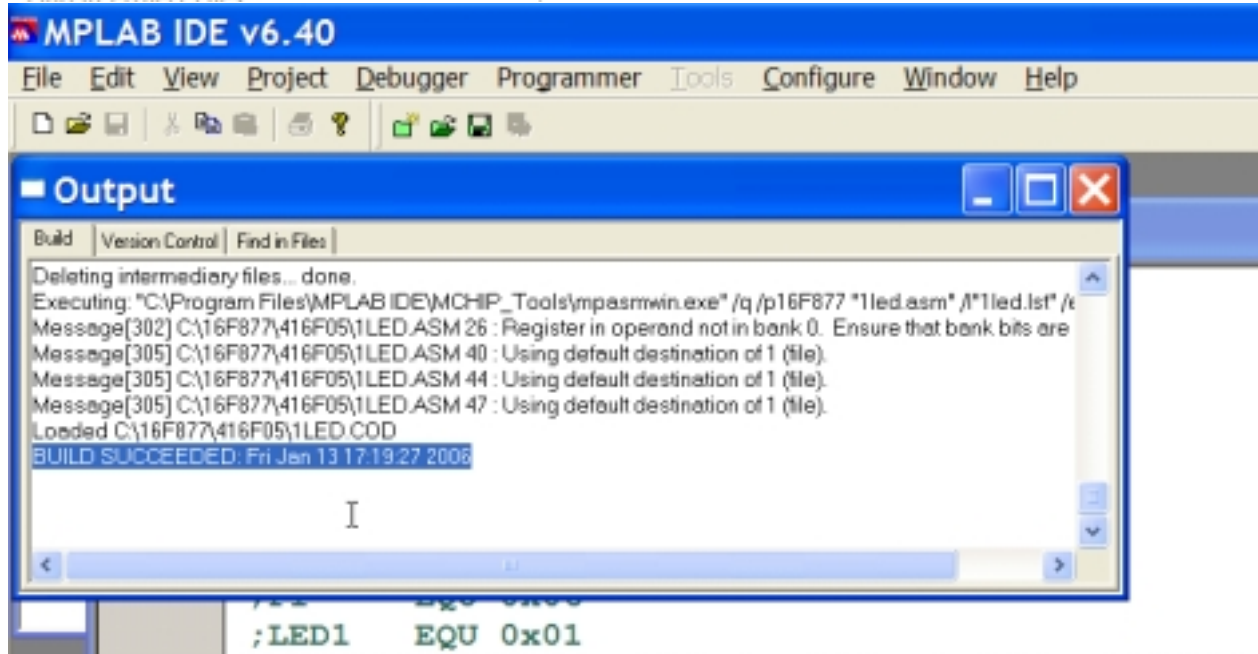 MPLAB IDE v6.40
File Edit View Project Debugger Programmer Tools Configure Window Help
Output
Build Version Control Find in Files
Deleting intermediary files... done.
Executing: "C:\Program Files\MPLAB IDE\MCHIP_Tools\mpasmwin.exe" /q /p16F877 "1led.asm" /l"1led.lst" /e
Message[302] C:\16F877\416F05\1LED.ASM 26 : Register in operand not in bank 0. Ensure that bank bits are
Message[305] C:\16F877\416F05\1LED.ASM 40 : Using default destination of 1 (file).
Message[305] C:\16F877\416F05\1LED.ASM 44 : Using default destination of 1 (file).
Message[305] C:\16F877\416F05\1LED.ASM 47 : Using default destination of 1 (file).
Loaded C:\16F877\416F05\1LED.COD
BUILD SUCCEEDED: Fri Jan 13 17:19:27 2006
;LED1 EQU 0x01